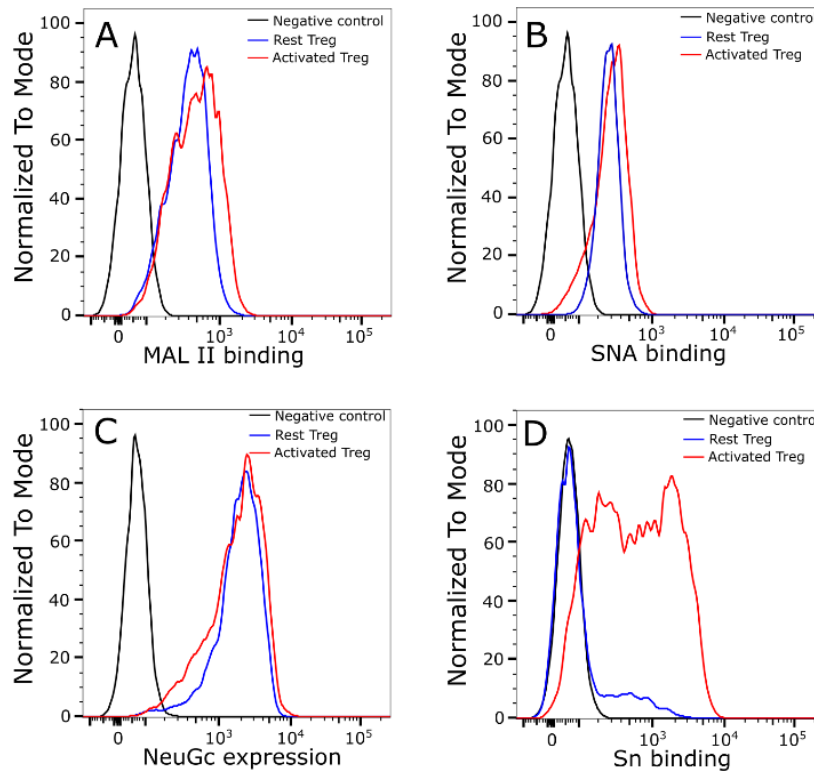 A
Negative control
Rest Treg
Activated Treg
Normalized To Mode
100
80
60
40
20
0
0 10³ 10⁴ 10⁵
MAL II binding
B
Negative control
Rest Treg
Activated Treg
Normalized To Mode
100
80
60
40
20
0
0 10³ 10⁴ 10⁵
SNA binding
C
Negative control
Rest Treg
Activated Treg
Normalized To Mode
100
80
60
40
20
0
0 10³ 10⁴ 10⁵
NeuGc expression
D
Negative control
Rest Treg
Activated Treg
Normalized To Mode
100
80
60
40
20
0
0 10³ 10⁴ 10⁵
Sn binding